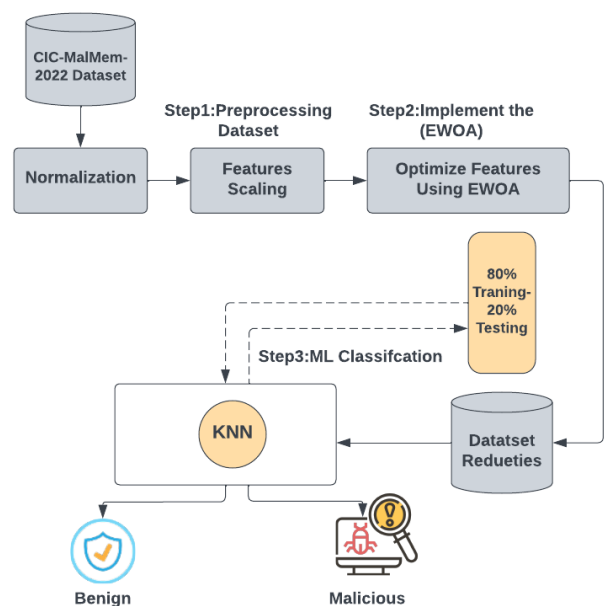 CIC-MalMem-
2022 Dataset
Step1:Preprocessing
Dataset
Step2:Implement the
(EWOA)
Normalization
Features
Scaling
Optimize Features
Using EWOA
80%
Traning-
20%
Testing
Step3:ML Classifcation
KNN
Datatset
Redueties
Benign
Malicious